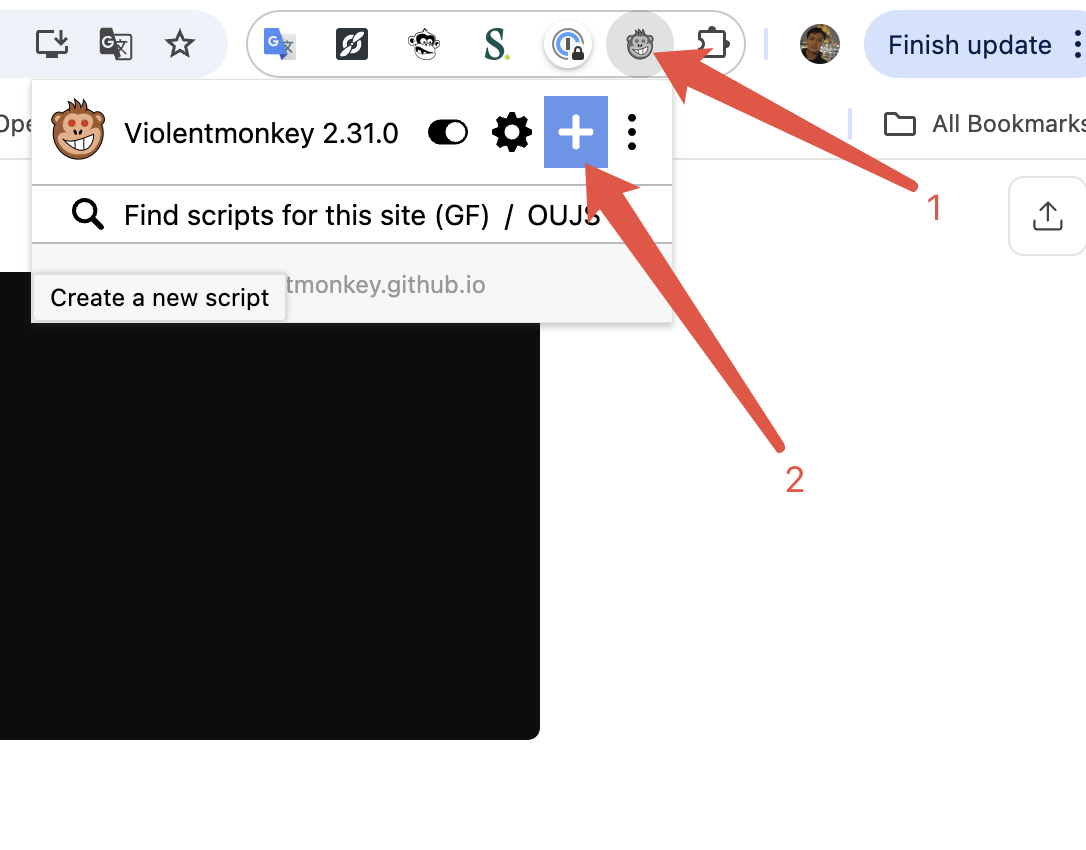 Finish update
All Bookmarks
Violentmonkey 2.31.0
1
Find scripts for this site (GF) / OUJS
tmonkey.github.io
Create a new script
2